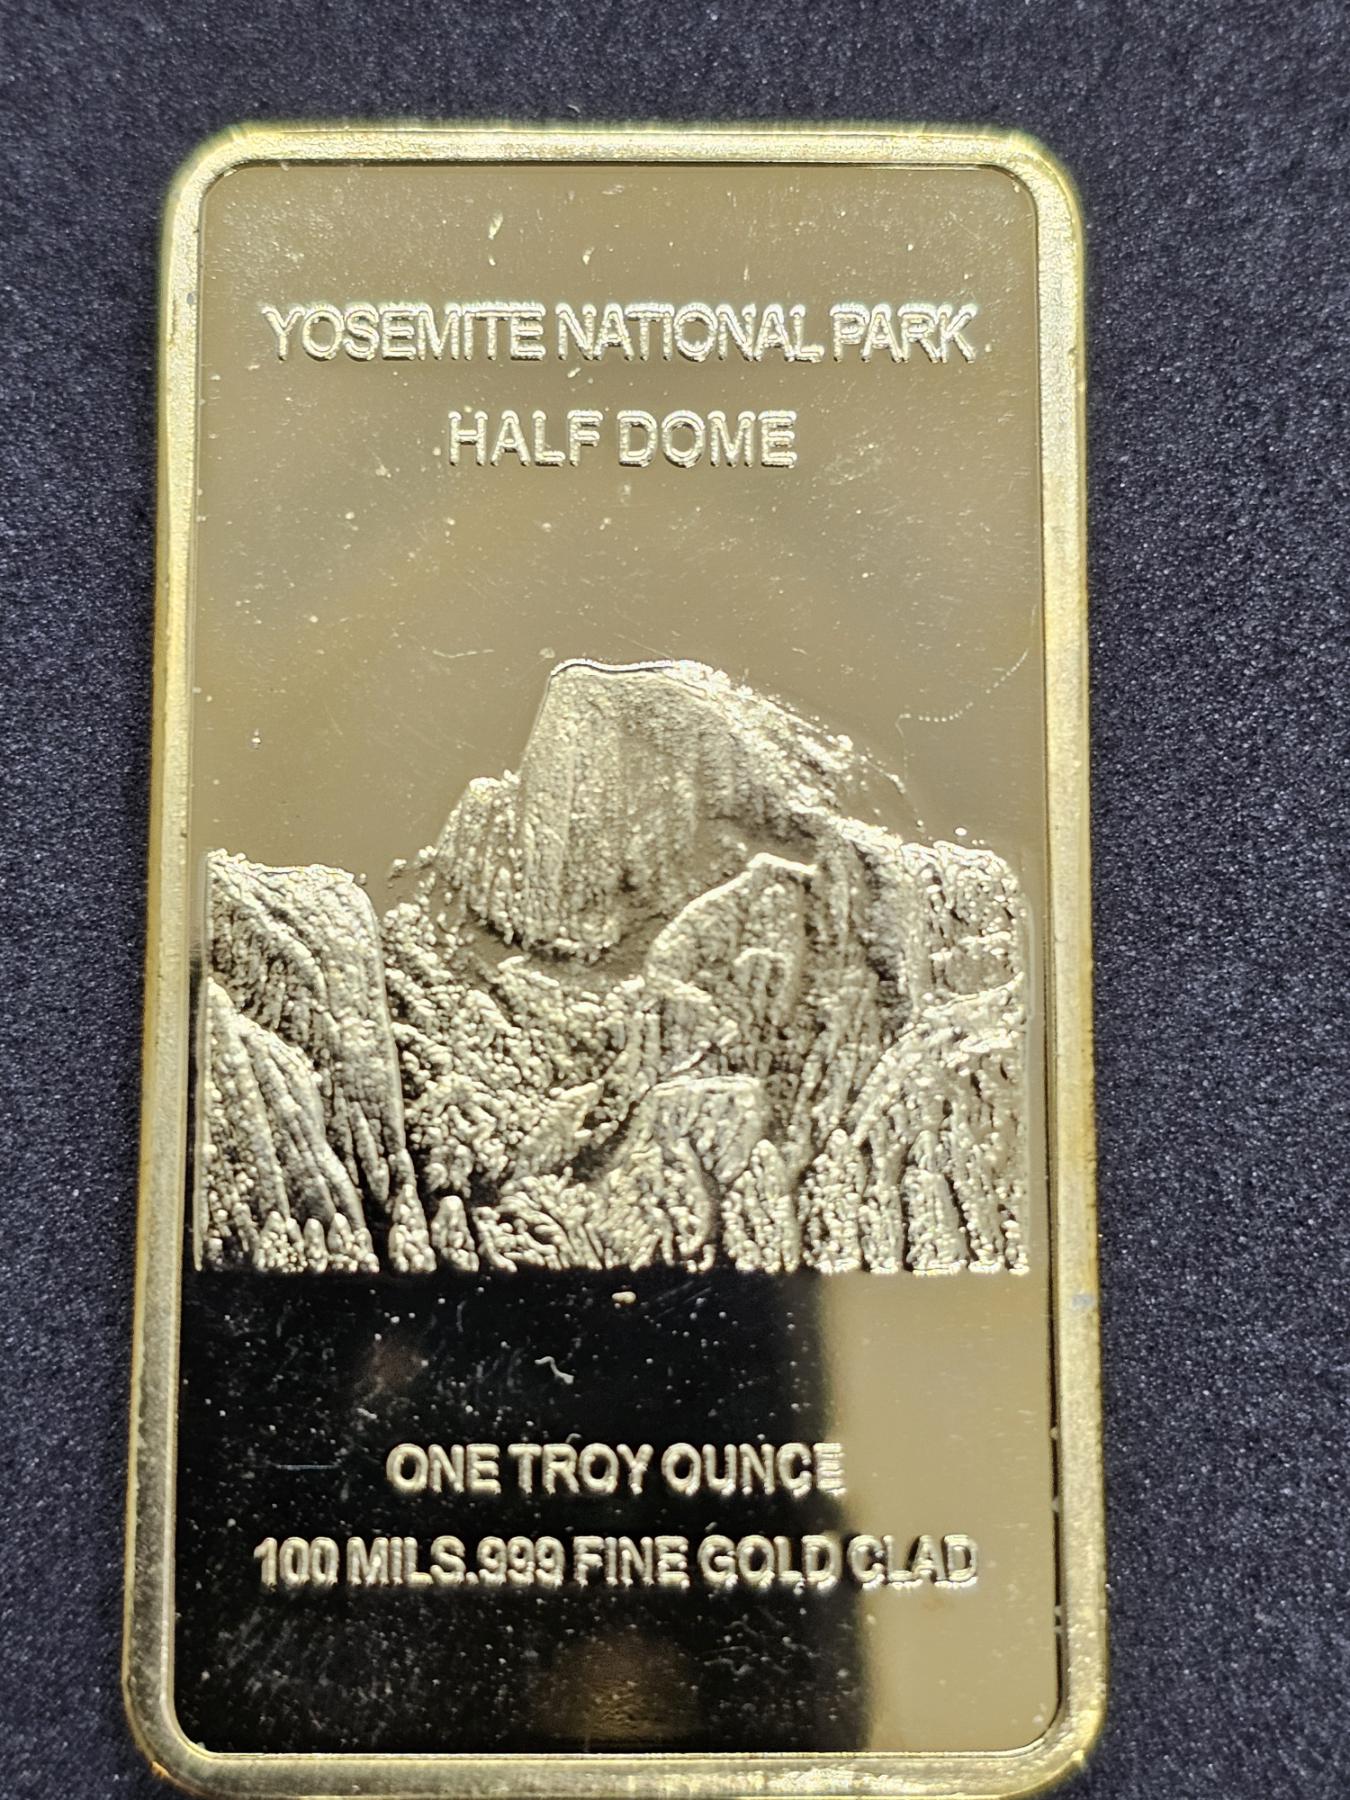 YOSEMITE NATIONAL PARK
HALF DOME
ONE TROY OUNCE
100 MILS.999 FINE GOLD CLAD